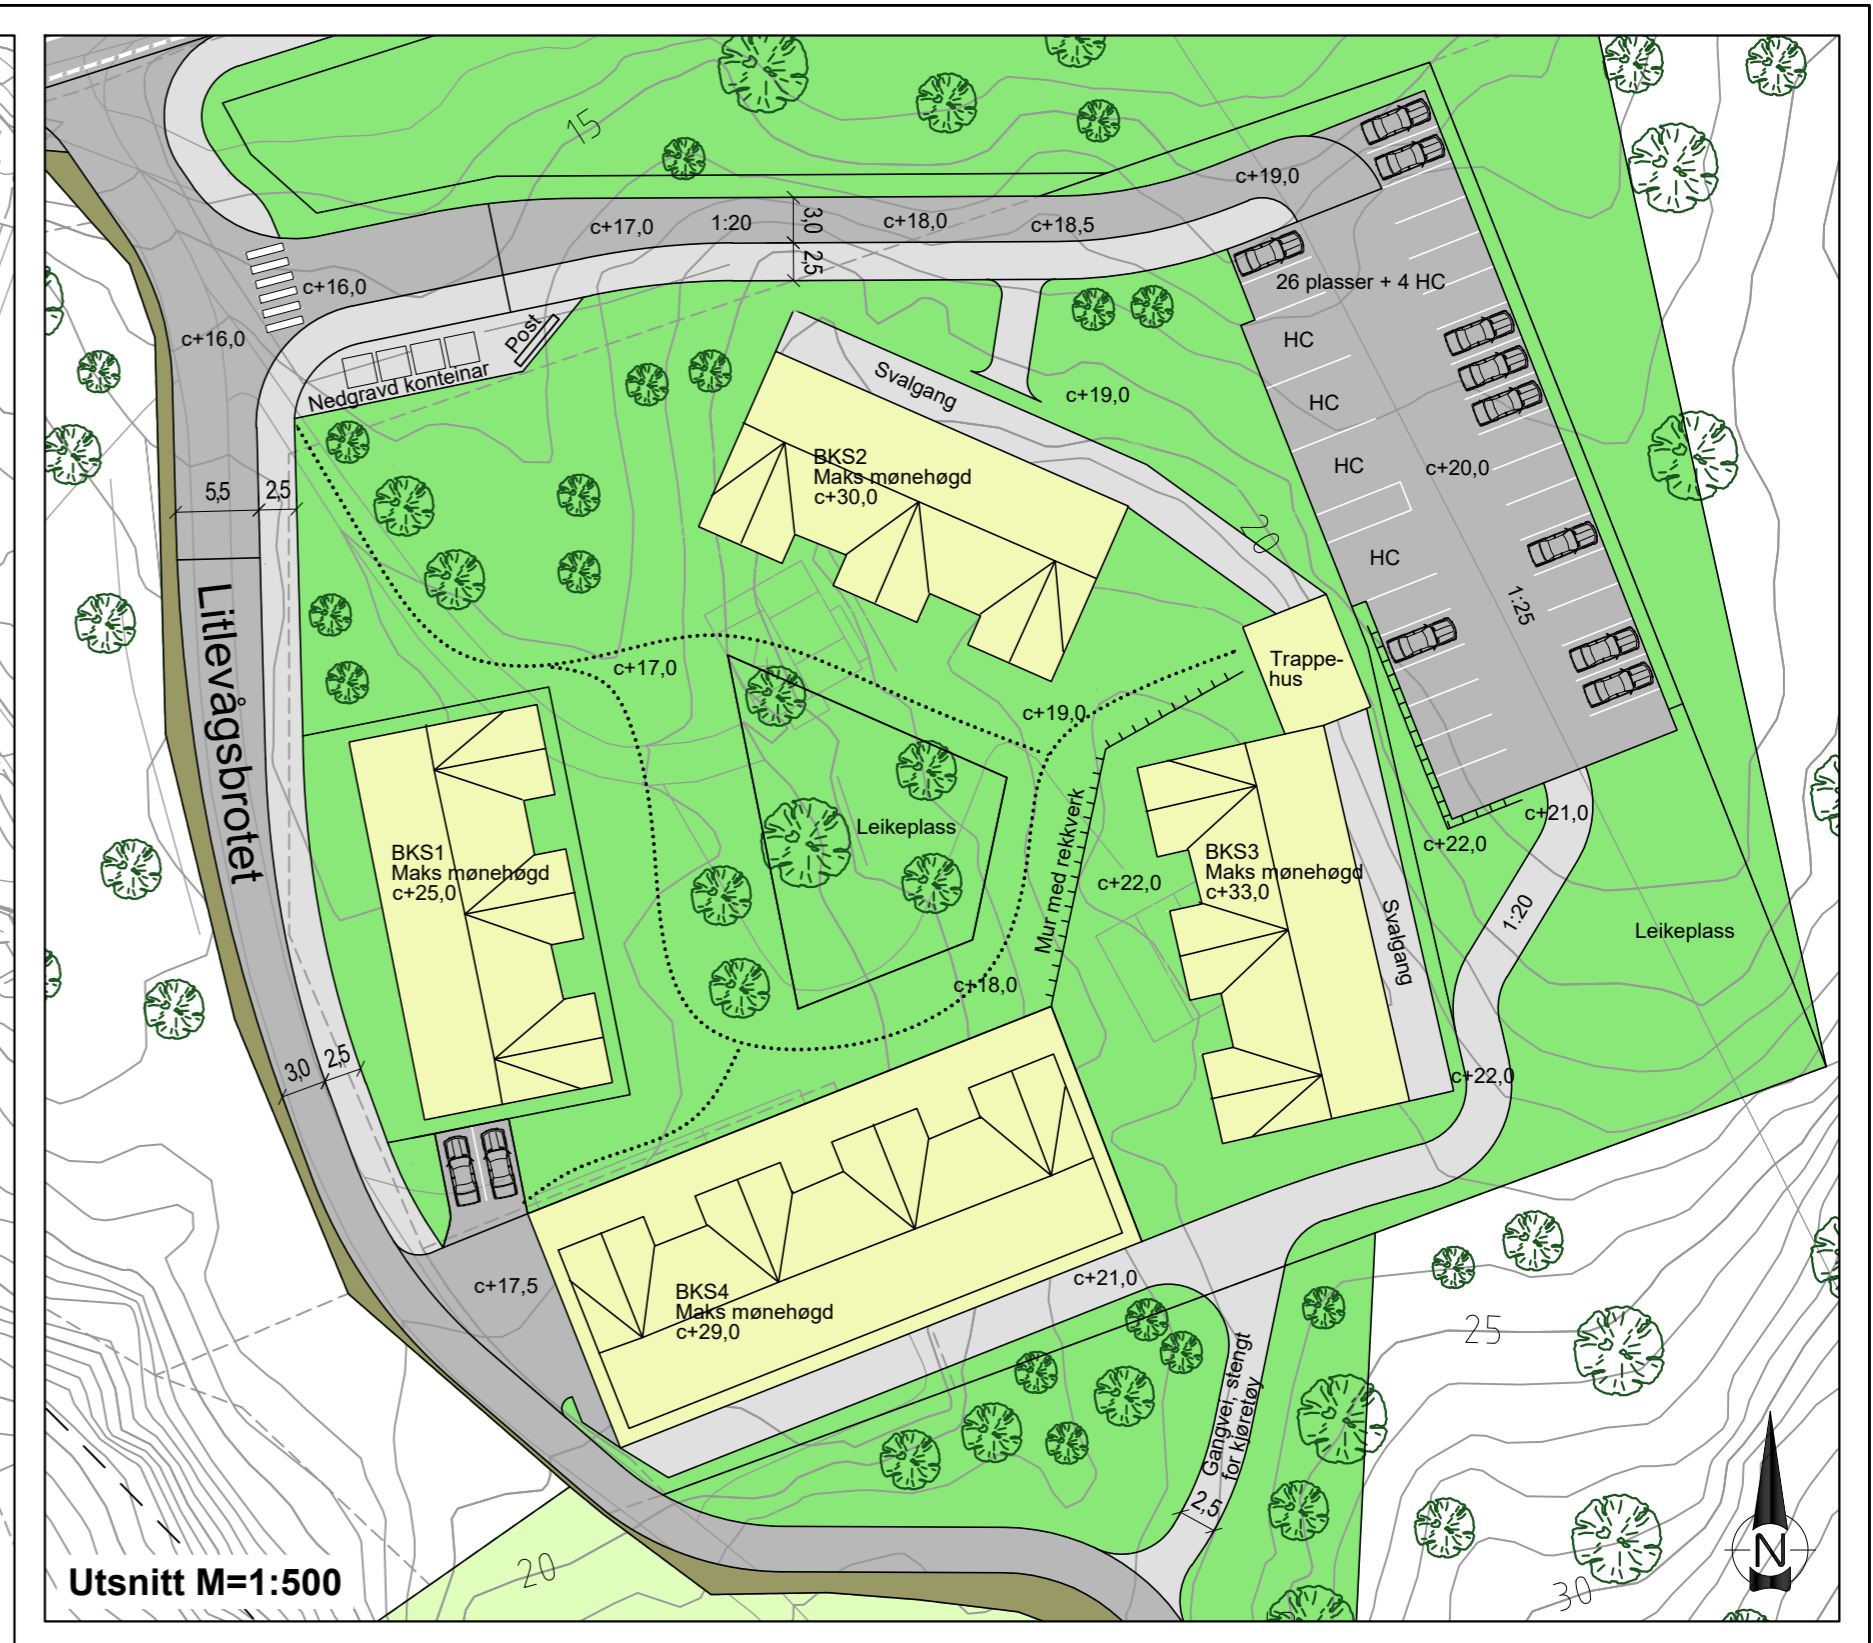 15
c+19,0
c+17,0
1:20
3,0
c+18,0
c+18,5
2,5
26 plasser + 4 HC
c+16,0
c+16,0
Post
Nedgravd konteinar
HC
Svalgang
c+19,0
HC
BKS2
Maks mønehøgd
c+30,0
HC
c+20,0
5,5
2,5
20
HC
1:25
Litlevågsbrotet
c+17,0
Trappe-
hus
c+19,0
Leikeplass
Mur med rekkverk
c+21,0
c+22,0
BKS1
Maks mønehøgd
c+25,0
BKS3
Maks mønehøgd
c+33,0
c+22,0
1:20
Svalgang
Leikeplass
c+18,0
3,0
2,5
c+22,0
c+17,5
c+21,0
BKS4
Maks mønehøgd
c+29,0
25
Gangvei, stengt
for kjøretøy
2,5
20
30
N
Utsnitt M=1:500